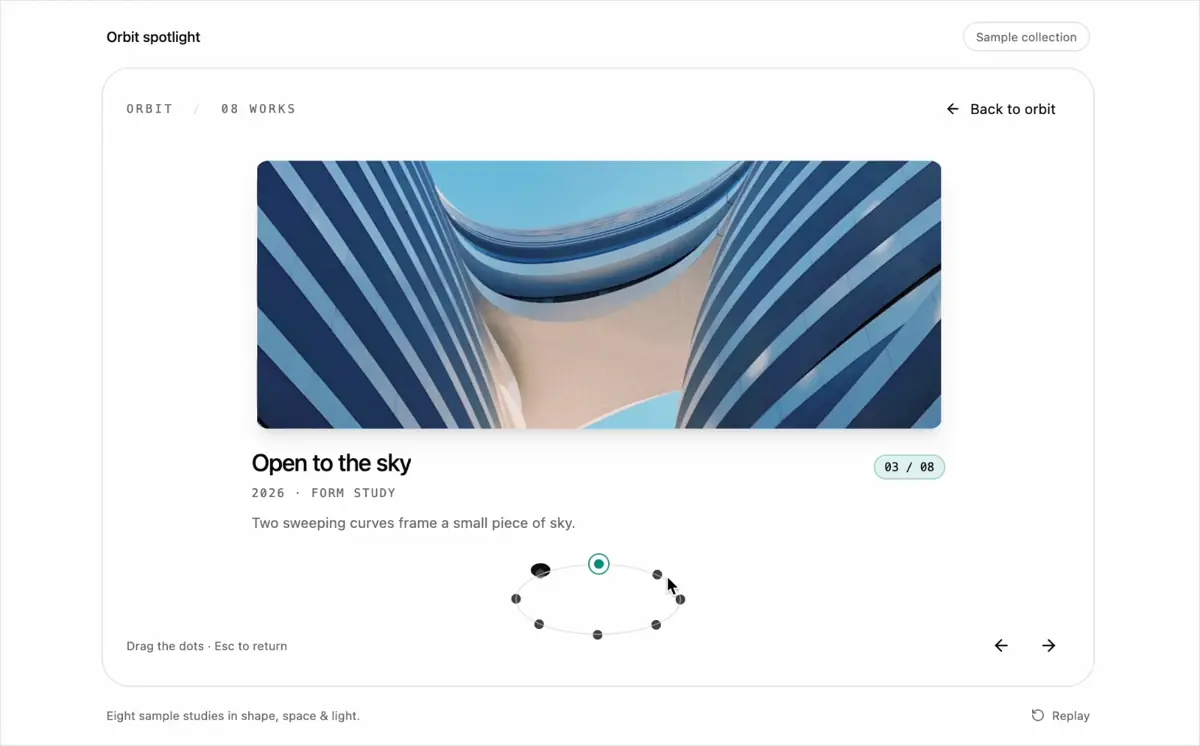 Orbit spotlight
Sample collection
ORBIT / 08 WORKS
← Back to orbit
Open to the sky
03 / 08
2026 · FORM STUDY
Two sweeping curves frame a small piece of sky.
Drag the dots · Esc to return
← →
Eight sample studies in shape, space & light.
Replay